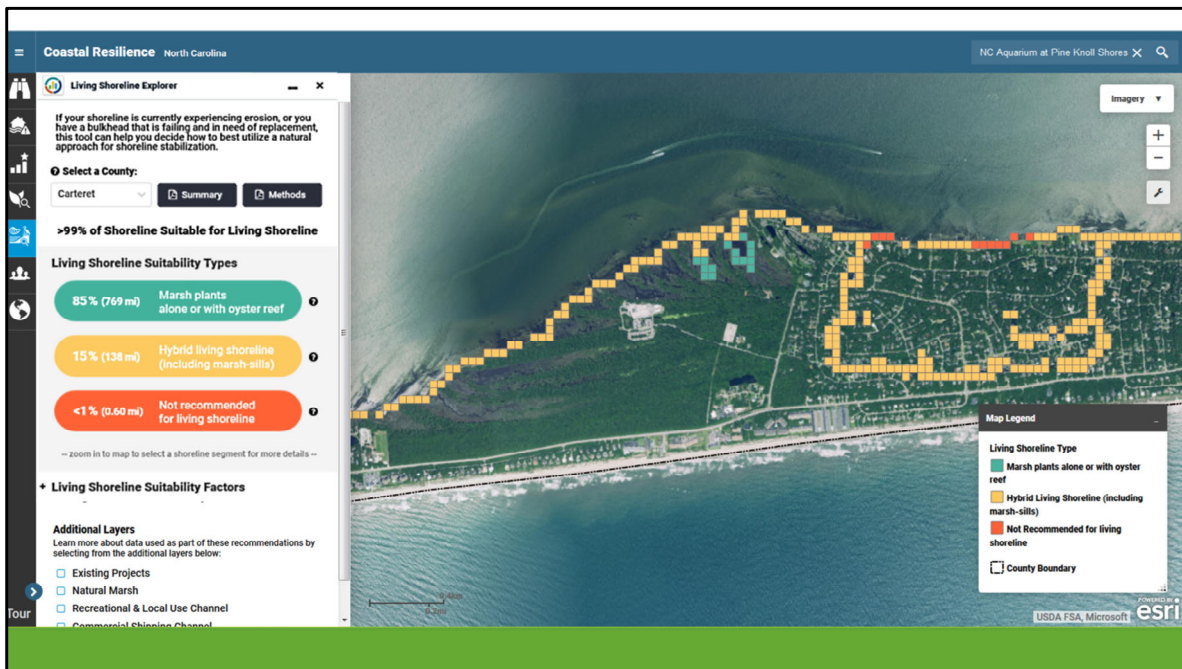 Coastal Resilience North Carolina
NC Aquarium at Pine Knoll Shores
Living Shoreline Explorer
If your shoreline is currently experiencing erosion, or you
have a bulkhead that is failing and in need of replacement,
this tool can help you decide how to best utilize a natural
approach for shoreline stabilization.
Select a County:
Carteret
Summary
Methods
>99% of Shoreline Suitable for Living Shoreline
Living Shoreline Suitability Types
85% (769 mi) Marsh plants
alone or with oyster reef
15% (138 mi) Hybrid living shoreline
(including marsh-sills)
<1% (0.60 mi) Not recommended
for living shoreline
-- zoom in to map to select a shoreline segment for more details --
+ Living Shoreline Suitability Factors
Additional Layers
Learn more about data used as part of these recommendations by
selecting from the additional layers below:
Existing Projects
Natural Marsh
Recreational & Local Use Channel
Commercial Shipping Channel
Tour
Imagery
+
−
Map Legend
Living Shoreline Type
Marsh plants alone or with oyster
reef
Hybrid Living Shoreline (including
marsh-sills)
Not Recommended for living
shoreline
County Boundary
USDA FSA, Microsoft
POWERED BY
esri